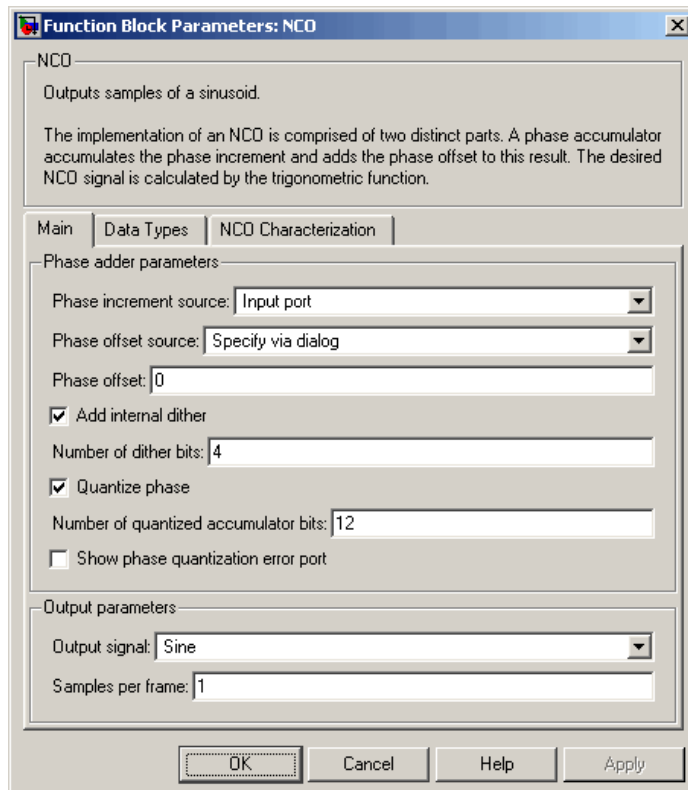 Function Block Parameters: NCO
NCO
Outputs samples of a sinusoid.
The implementation of an NCO is comprised of two distinct parts. A phase accumulator
accumulates the phase increment and adds the phase offset to this result. The desired
NCO signal is calculated by the trigonometric function.
Main Data Types NCO Characterization
Phase adder parameters
Phase increment source: Input port
Phase offset source: Specify via dialog
Phase offset: 0
Add internal dither
Number of dither bits: 4
Quantize phase
Number of quantized accumulator bits: 12
Show phase quantization error port
Output parameters
Output signal: Sine
Samples per frame: 1
OK Cancel Help Apply